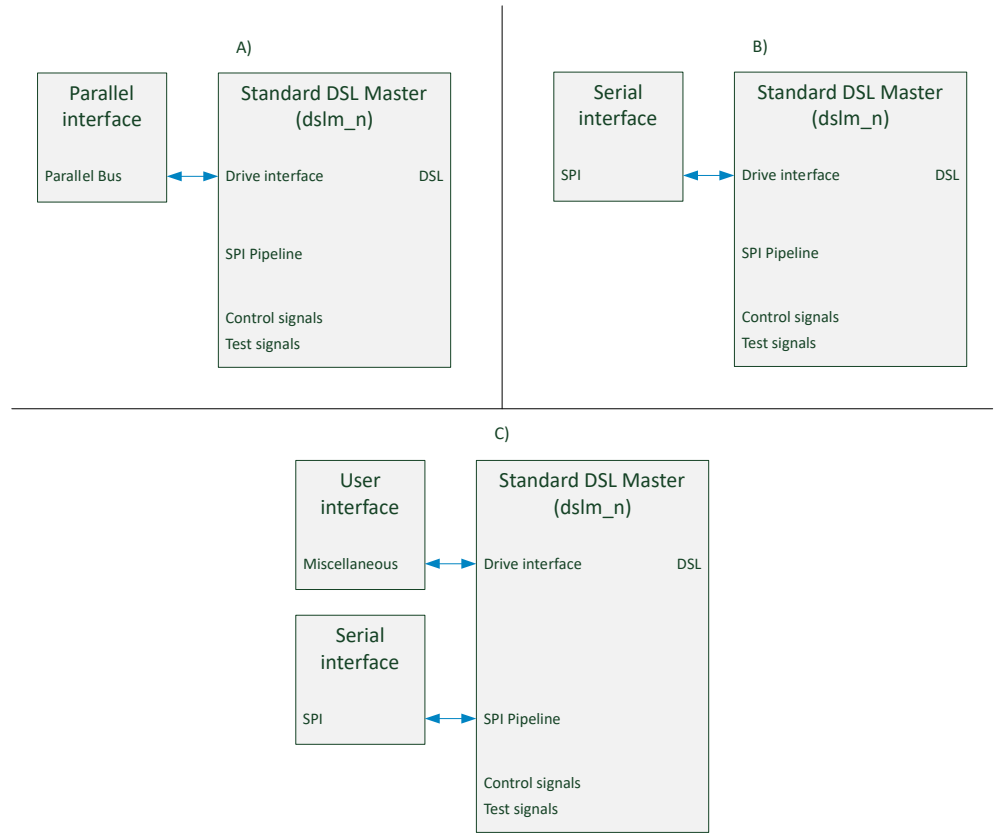 A)
Parallel
interface
Parallel Bus
Standard DSL Master
(dslm_n)
Drive interface
DSL
SPI Pipeline
Control signals
Test signals
B)
Serial
interface
SPI
Standard DSL Master
(dslm_n)
Drive interface
DSL
SPI Pipeline
Control signals
Test signals
C)
User
interface
Miscellaneous
Serial
interface
SPI
Standard DSL Master
(dslm_n)
Drive interface
DSL
SPI Pipeline
Control signals
Test signals